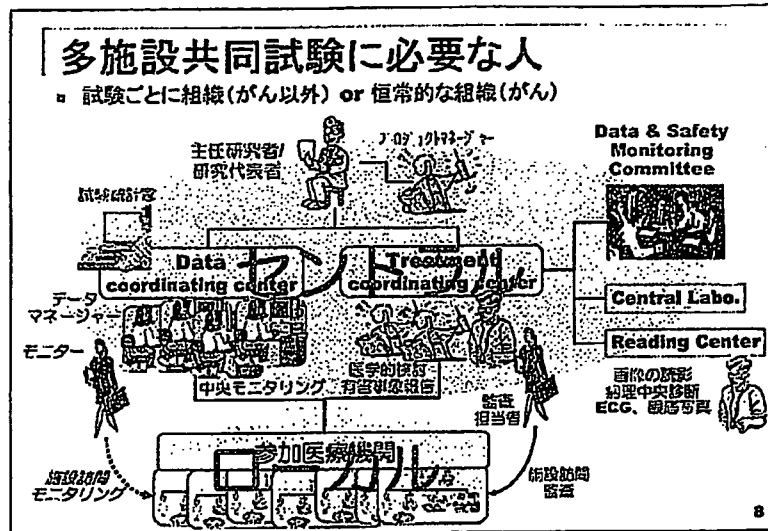 多施設共同試験に必要な人
試験ごとに組織(がん以外) or 恒常的な組織(がん)
主任研究者/
研究代表者
プロジェクトマネージャー
Data & Safety
Monitoring
Committee
試験統計家
Data
coordinating center
Treatment
coordinating center
セントラル
データ
マネージャー
モニター
中央モニタリング
医学的検討
有害事象報告
監査
担当者
Central Labo.
Reading Center
画像の読影
病理中央診断
ECG、眼底写真
参加医療機関
施設訪問
モニタリング
施設訪問
監査
8